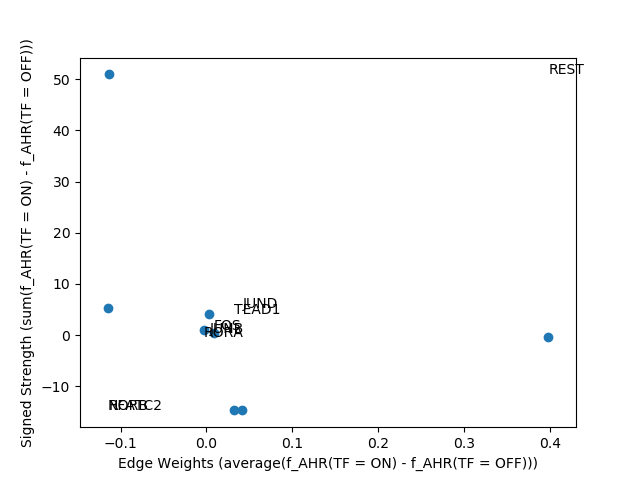 Signed Strength (sum(f_AHR(TF = ON) - f_AHR(TF = OFF)))
50
40
30
20
10
0
−10
REST
JUND
TEAD1
FOS
JUNB
RORA
NFATC2
−0.1
0.0
0.1
0.2
0.3
0.4
Edge Weights (average(f_AHR(TF = ON) - f_AHR(TF = OFF)))